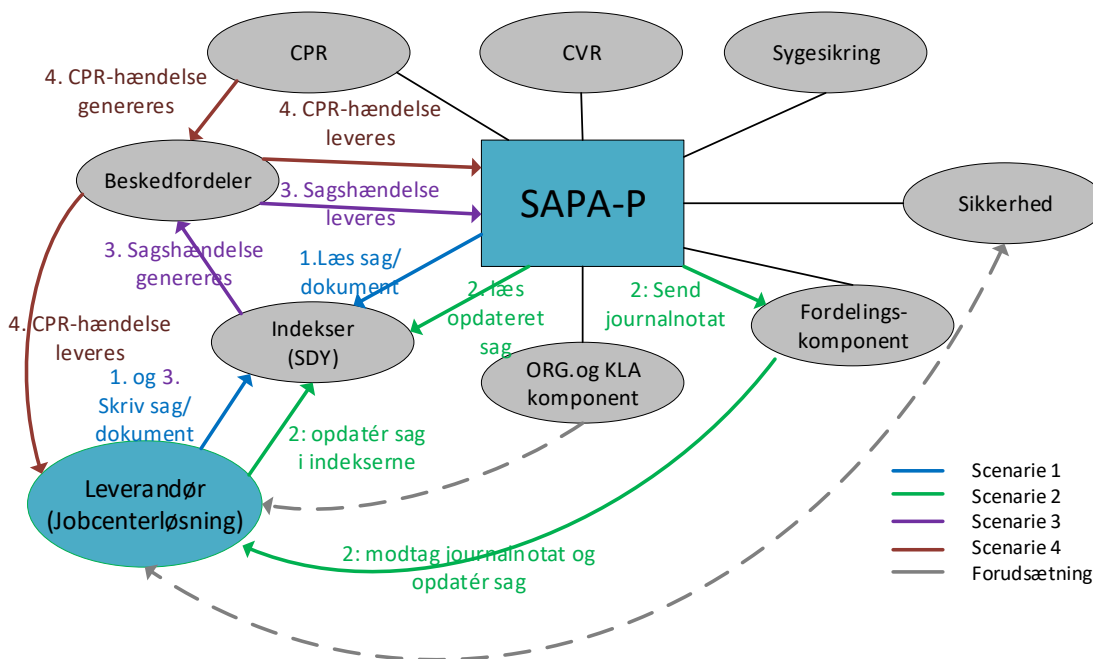 CPR
CVR
Sygesikring
4. CPR-hændelse
genereres
4. CPR-hændelse
leveres
Beskedfordeler
SAPA-P
3. Sagshændelse
leveres
Sikkerhed
3. Sagshændelse
genereres
1.Læs sag/
dokument
2: læs
opdateret
sag
2: Send
journalnotat
Fordelings-
komponent
4. CPR-hændelse
leveres
Indekser
(SDY)
ORG.og KLA
komponent
1. og 3.
Skriv sag/
dokument
2: opdatér sag
i indekserne
Leverandør
(Jobcenterløsning)
2: modtag journalnotat og
opdatér sag
Scenarie 1
Scenarie 2
Scenarie 3
Scenarie 4
Forudsætning